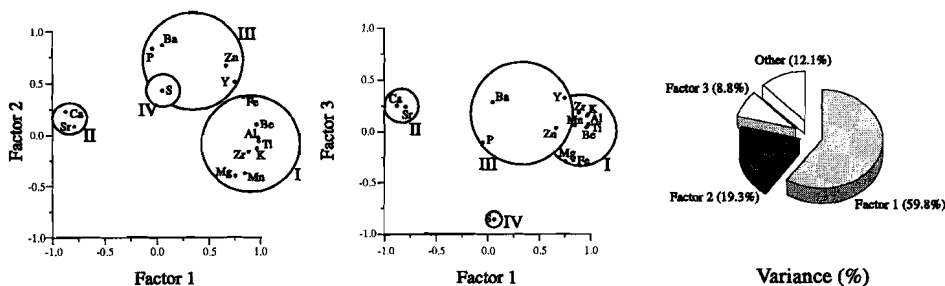 1.0
0.5
0.0
-0.5
-1.0
Factor 2
-1.0 -0.5 0.0 0.5 1.0
Factor 1
III
Ba
P
Zn
Y
S
IV
Fe
Ca
Sr
II
Be
Al
Ti
Zr K
Mg Mn
I
1.0
0.5
0.0
-0.5
-1.0
Factor 3
-1.0 -0.5 0.0 0.5 1.0
Factor 1
Ca
Sr
II
Ba
Y
Zr K
Mn Al
Ti
Zn
Be
P
III
Mg
Fe
I
S
IV
Other (12.1%)
Factor 3 (8.8%)
Factor 2 (19.3%)
Factor 1 (59.8%)
Variance (%)